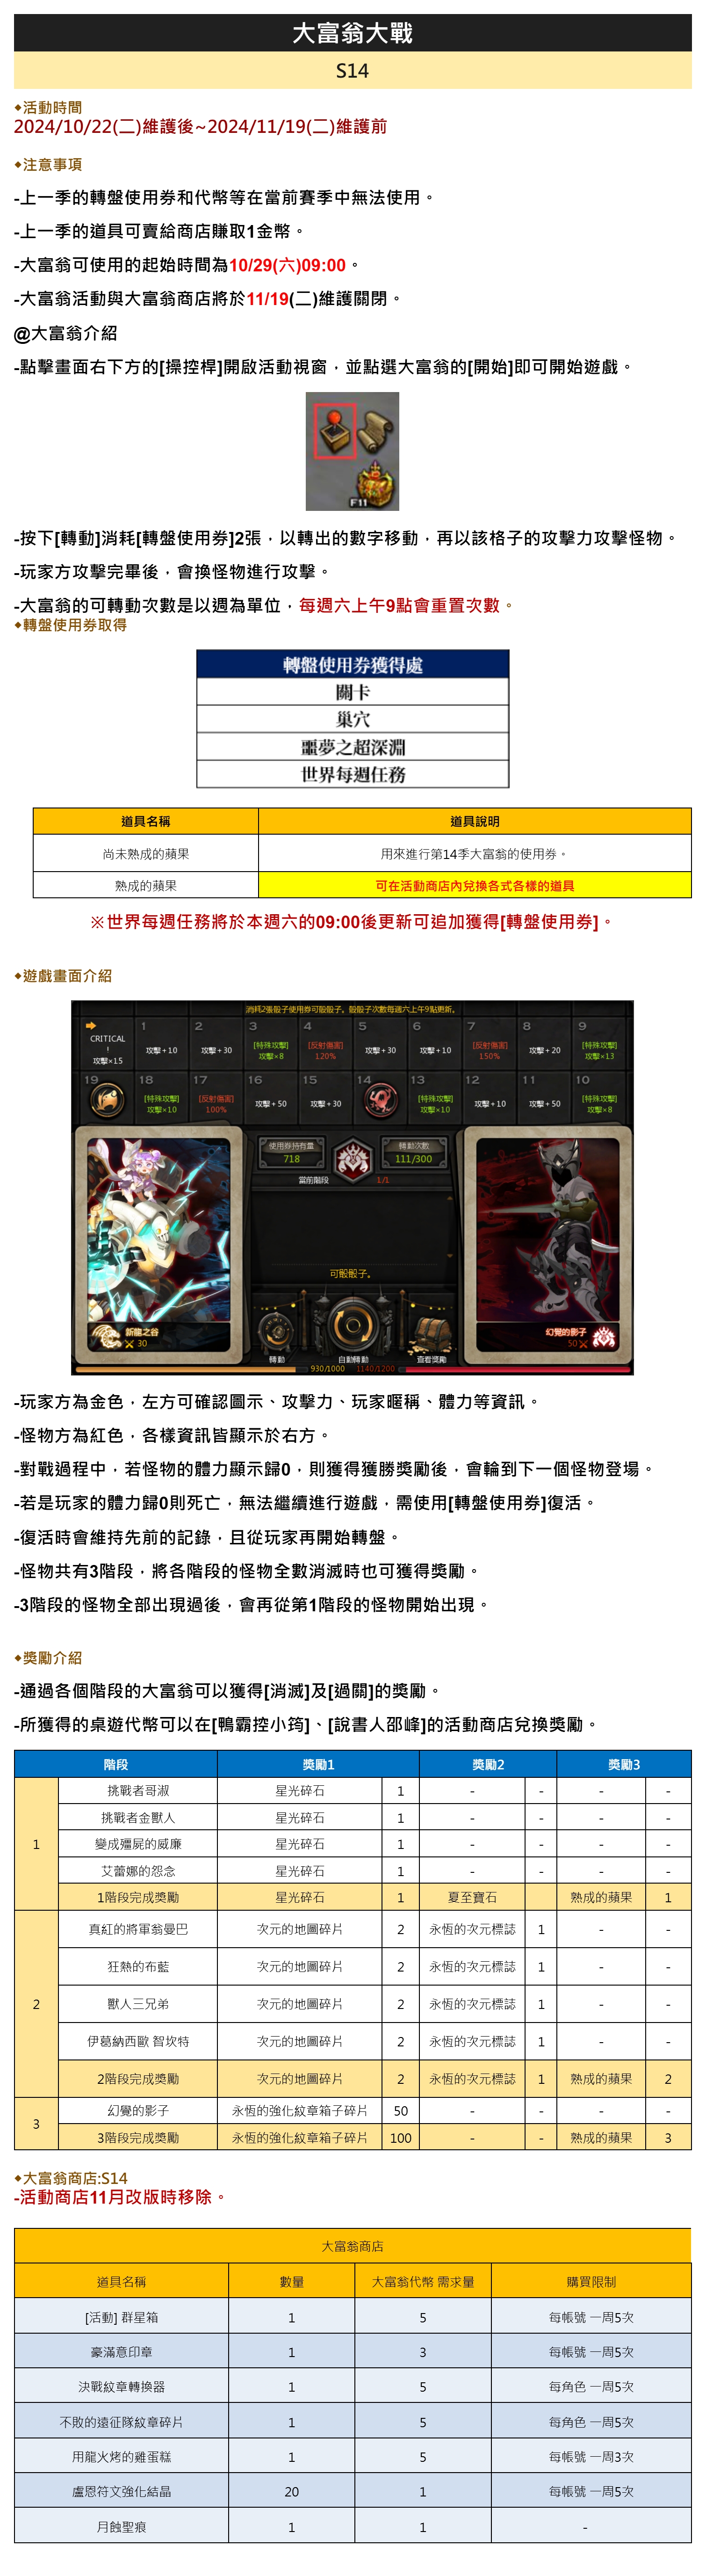 大富翁大戰
S14
◆活動時間
2024/10/22(二)維護後~2024/11/19(二)維護前
◆注意事項
-上一季的轉盤使用券和代幣等在當前賽季中無法使用。
-上一季的道具可賣給商店賺取1金幣。
-大富翁可使用的起始時間為10/29(六)09:00。
-大富翁活動與大富翁商店將於11/19(二)維護關閉。
@大富翁介紹
-點擊畫面右下方的[操控桿]開啟活動視窗，並點選大富翁的[開始]即可開始遊戲。
F11
-按下[轉動]消耗[轉盤使用券]2張，以轉出的數字移動，再以該格子的攻擊力攻擊怪物。
-玩家方攻擊完畢後，會換怪物進行攻擊。
-大富翁的可轉動次數是以週為單位，每週六上午9點會重置次數。
◆轉盤使用券取得
轉盤使用券獲得處
關卡
巢穴
噩夢之超深淵
世界每週任務
道具名稱 道具說明
尚未熟成的蘋果 用來進行第14季大富翁的使用券。
熟成的蘋果 可在活動商店內兌換各式各樣的道具
※世界每週任務將於本週六的09:00後更新可追加獲得[轉盤使用券]。
◆遊戲畫面介紹
消耗2張骰子使用券可骰骰子。骰骰子次數每週六上午9點更新。
1 2 3 4 5 6 7 8 9
CRITICAL [特殊攻擊] [反射傷害] [反射傷害] [特殊攻擊]
! 攻擊+10 攻擊+30 攻擊×8 120% 攻擊+30 攻擊+10 150% 攻擊+20 攻擊×13
攻擊×15
19 18 17 16 15 14 13 12 11 10
[特殊攻擊] [反射傷害] [特殊攻擊] [特殊攻擊]
攻擊×10 100% 攻擊+50 攻擊+30 攻擊×10 攻擊+10 攻擊+50 攻擊×8
使用券持有量 轉動次數
718 111/300
當前階段 1/1
可骰骰子。
新龍之谷 幻覺的影子
30 50
轉動 自動轉動 查看獎勵
930/1000 1140/1200
-玩家方為金色，左方可確認圖示、攻擊力、玩家暱稱、體力等資訊。
-怪物方為紅色，各樣資訊皆顯示於右方。
-對戰過程中，若怪物的體力顯示歸0，則獲得獲勝獎勵後，會輪到下一個怪物登場。
-若是玩家的體力歸0則死亡，無法繼續進行遊戲，需使用[轉盤使用券]復活。
-復活時會維持先前的記錄，且從玩家再開始轉盤。
-怪物共有3階段，將各階段的怪物全數消滅時也可獲得獎勵。
-3階段的怪物全部出現過後，會再從第1階段的怪物開始出現。
◆獎勵介紹
-通過各個階段的大富翁可以獲得[消滅]及[過關]的獎勵。
-所獲得的桌遊代幣可以在[鴨霸控小筠]、[說書人邵峰]的活動商店兌換獎勵。
階段 獎勵1 獎勵2 獎勵3
挑戰者哥淑 星光碎石 1 - - - -
挑戰者金獸人 星光碎石 1 - - - -
1 變成殭屍的威廉 星光碎石 1 - - - -
艾蕾娜的怨念 星光碎石 1 - - - -
1階段完成獎勵 星光碎石 1 夏至寶石 熟成的蘋果 1
真紅的將軍翁曼巴 次元的地圖碎片 2 永恆的次元標誌 1 - -
狂熱的布藍 次元的地圖碎片 2 永恆的次元標誌 1 - -
2 獸人三兄弟 次元的地圖碎片 2 永恆的次元標誌 1 - -
伊葛納西歐 智坎特 次元的地圖碎片 2 永恆的次元標誌 1 - -
2階段完成獎勵 次元的地圖碎片 2 永恆的次元標誌 1 熟成的蘋果 2
3 幻覺的影子 永恆的強化紋章箱子碎片 50 - - - -
3階段完成獎勵 永恆的強化紋章箱子碎片 100 - - 熟成的蘋果 3
◆大富翁商店:S14
-活動商店11月改版時移除。
大富翁商店
道具名稱 數量 大富翁代幣 需求量 購買限制
[活動] 群星箱 1 5 每帳號 一周5次
豪滿意印章 1 3 每帳號 一周5次
決戰紋章轉換器 1 5 每角色 一周5次
不敗的遠征隊紋章碎片 1 5 每角色 一周5次
用龍火烤的雞蛋糕 1 5 每帳號 一周3次
盧恩符文強化結晶 20 1 每帳號 一周5次
月蝕聖痕 1 1 -